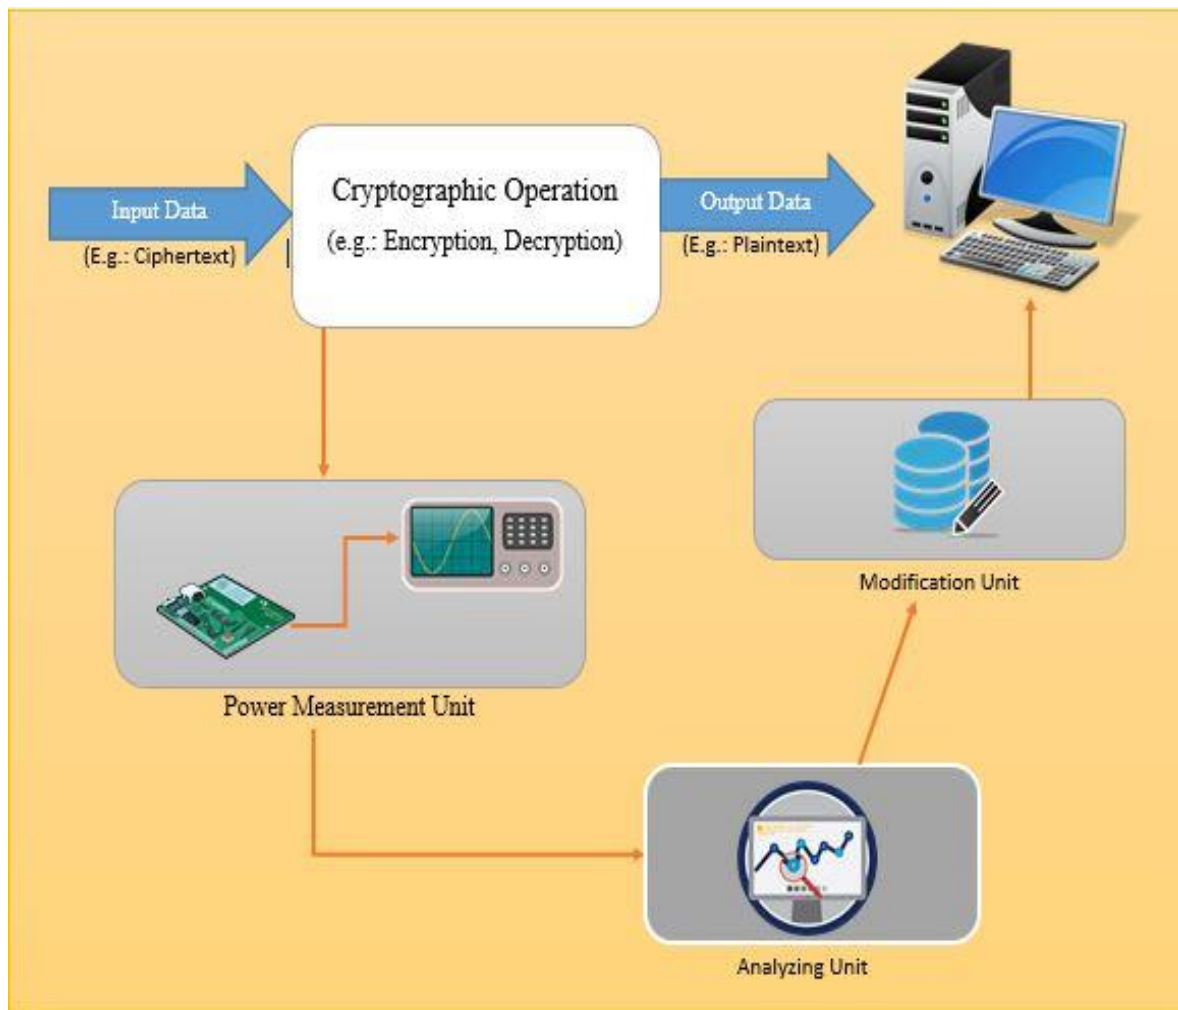 Cryptographic Operation
(e.g.: Encryption, Decryption)
Input Data
(E.g.: Ciphertext)
Output Data
(E.g.: Plaintext)
Modification Unit
Power Measurement Unit
Analyzing Unit